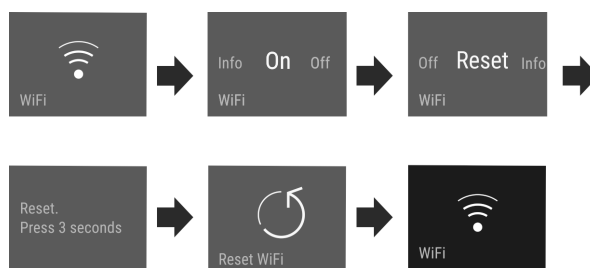 WiFi
Info On Off
WiFi
Off Reset Info
WiFi
Reset.
Press 3 seconds
Reset WiFi
WiFi